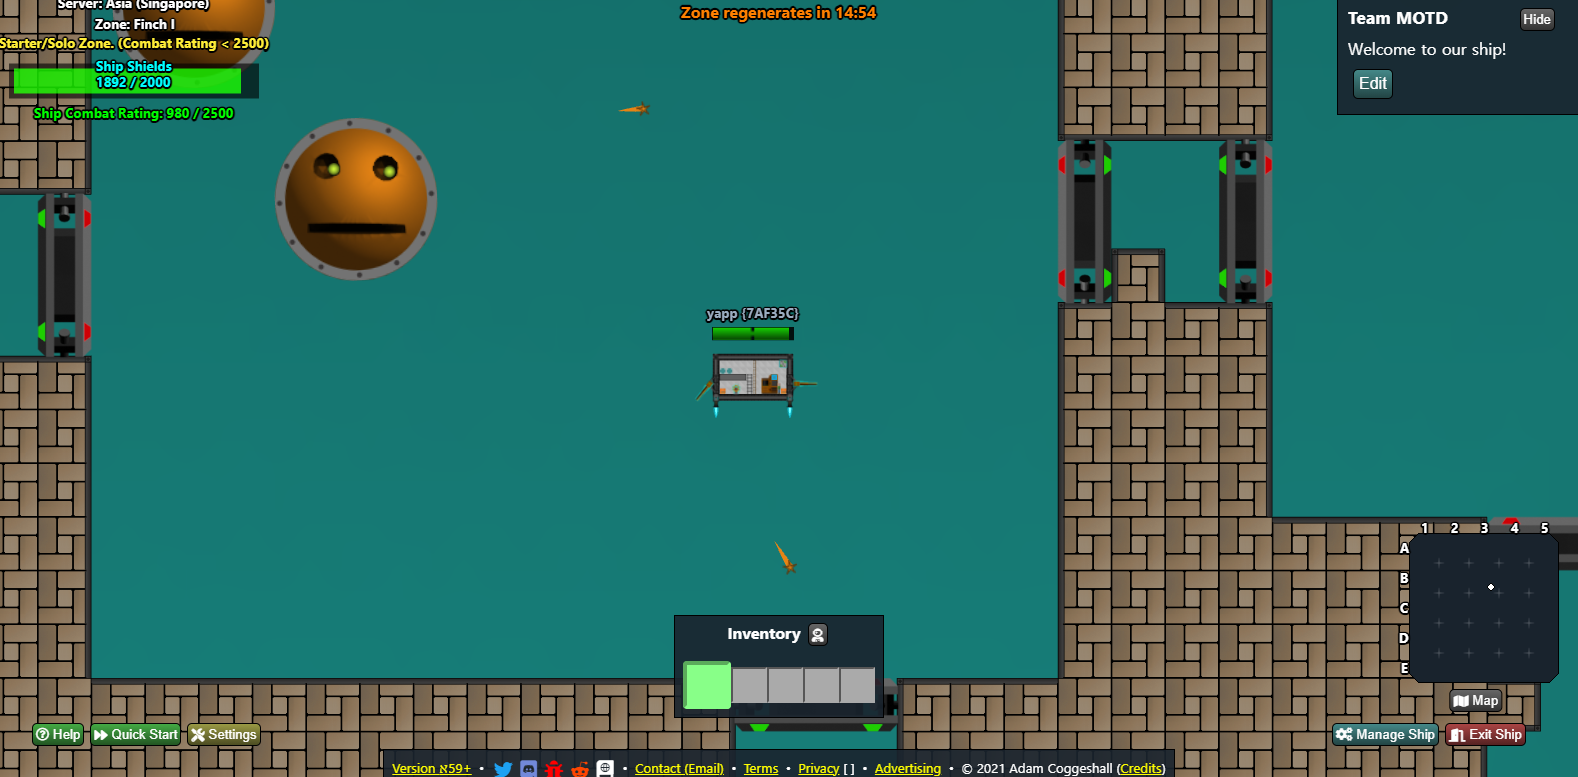 Server: Asia (Singapore)
Zone: Finch I
Starter/Solo Zone. (Combat Rating < 2500)
Ship Shields
1892 / 2000
Ship Combat Rating: 980 / 2500
Zone regenerates in 14:54
Team MOTD
Hide
Welcome to our ship!
Edit
yapp {7AF35C}
Inventory
1 2 3 4 5
A
B
C
D
E
Map
Help
Quick Start
Settings
Manage Ship
Exit Ship
Version א59+ • • Contact (Email) • Terms • Privacy [ ] • Advertising • © 2021 Adam Coggeshall (Credits)